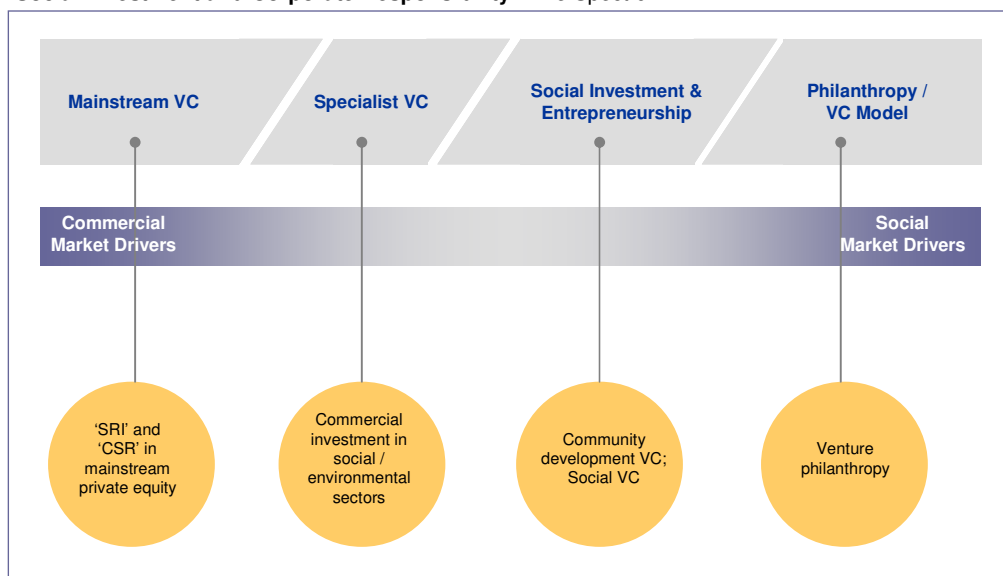 Mainstream VC
Specialist VC
Social Investment &
Entrepreneurship
Philanthropy /
VC Model
Commercial
Market Drivers
Social
Market Drivers
‘SRI’ and
‘CSR’ in
mainstream
private equity
Commercial
investment in
social /
environmental
sectors
Community
development VC;
Social VC
Venture
philanthropy